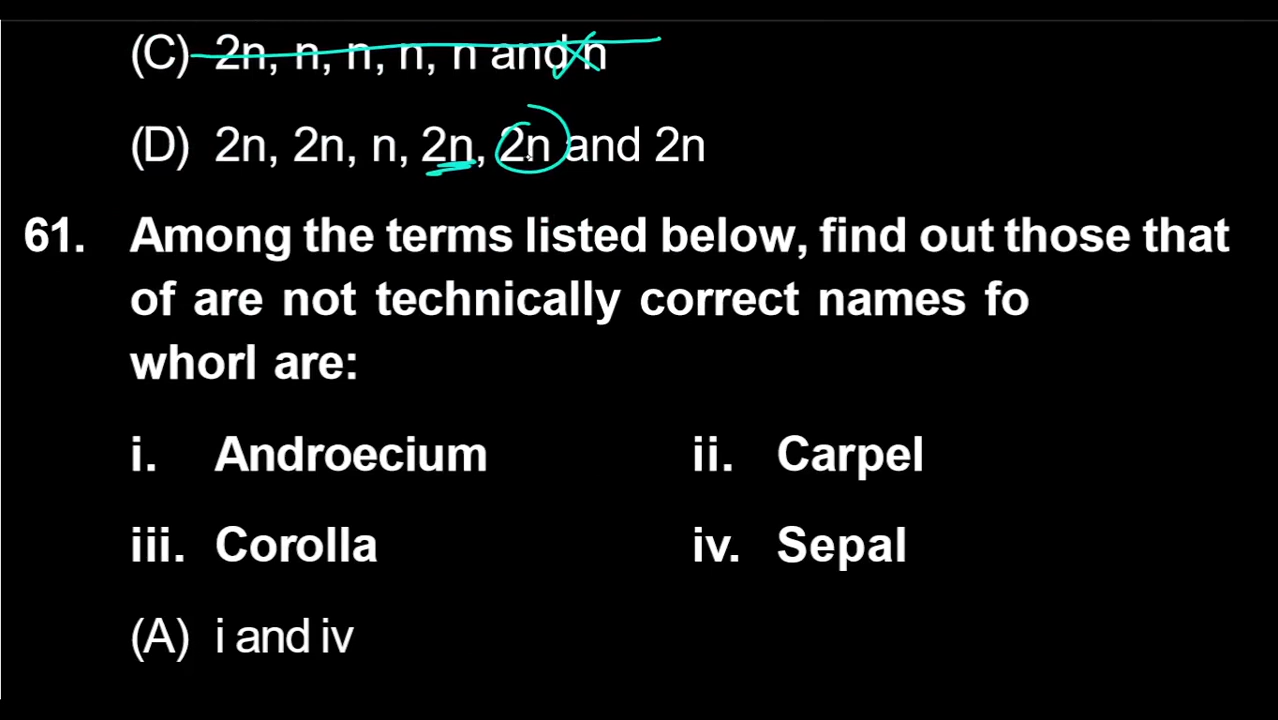 (C) 2n, n, n, n, n and n
(D) 2n, 2n, n, 2n, 2n and 2n
61. Among the terms listed below, find out those that
of are not technically correct names fo
whorl are:
i. Androecium ii. Carpel
iii. Corolla iv. Sepal
(A) i and iv